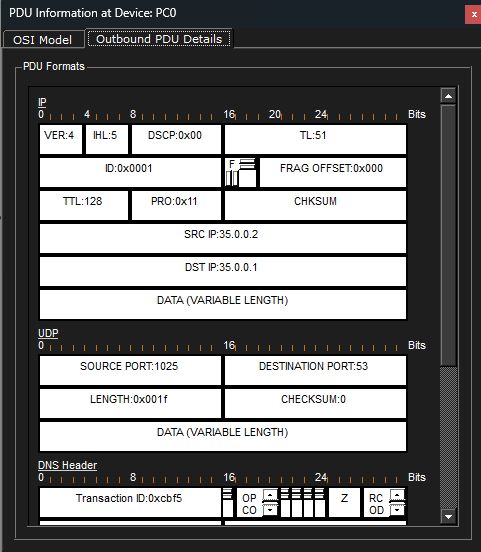 PDU Information at Device: PC0
x
OSI Model Outbound PDU Details
PDU Formats
IP
0 4 8 16 20 24 Bits
VER:4 IHL:5 DSCP:0x00 TL:51
ID:0x0001 F FRAG OFFSET:0x000
TTL:128 PRO:0x11 CHKSUM
SRC IP:35.0.0.2
DST IP:35.0.0.1
DATA (VARIABLE LENGTH)
UDP
0 8 16 24 Bits
SOURCE PORT:1025 DESTINATION PORT:53
LENGTH:0x001f CHECKSUM:0
DATA (VARIABLE LENGTH)
DNS Header
0 8 16 24 Bits
Transaction ID:0xcbf5 OP Z RC
CO OD